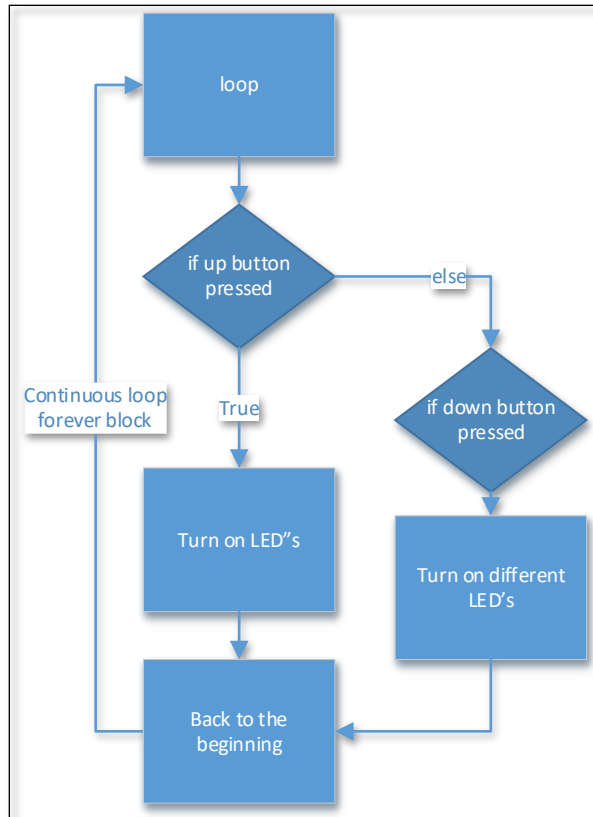 loop
if up button
pressed
else
Continuous loop
forever block
True
if down button
pressed
Turn on LED"s
Turn on different
LED's
Back to the
beginning